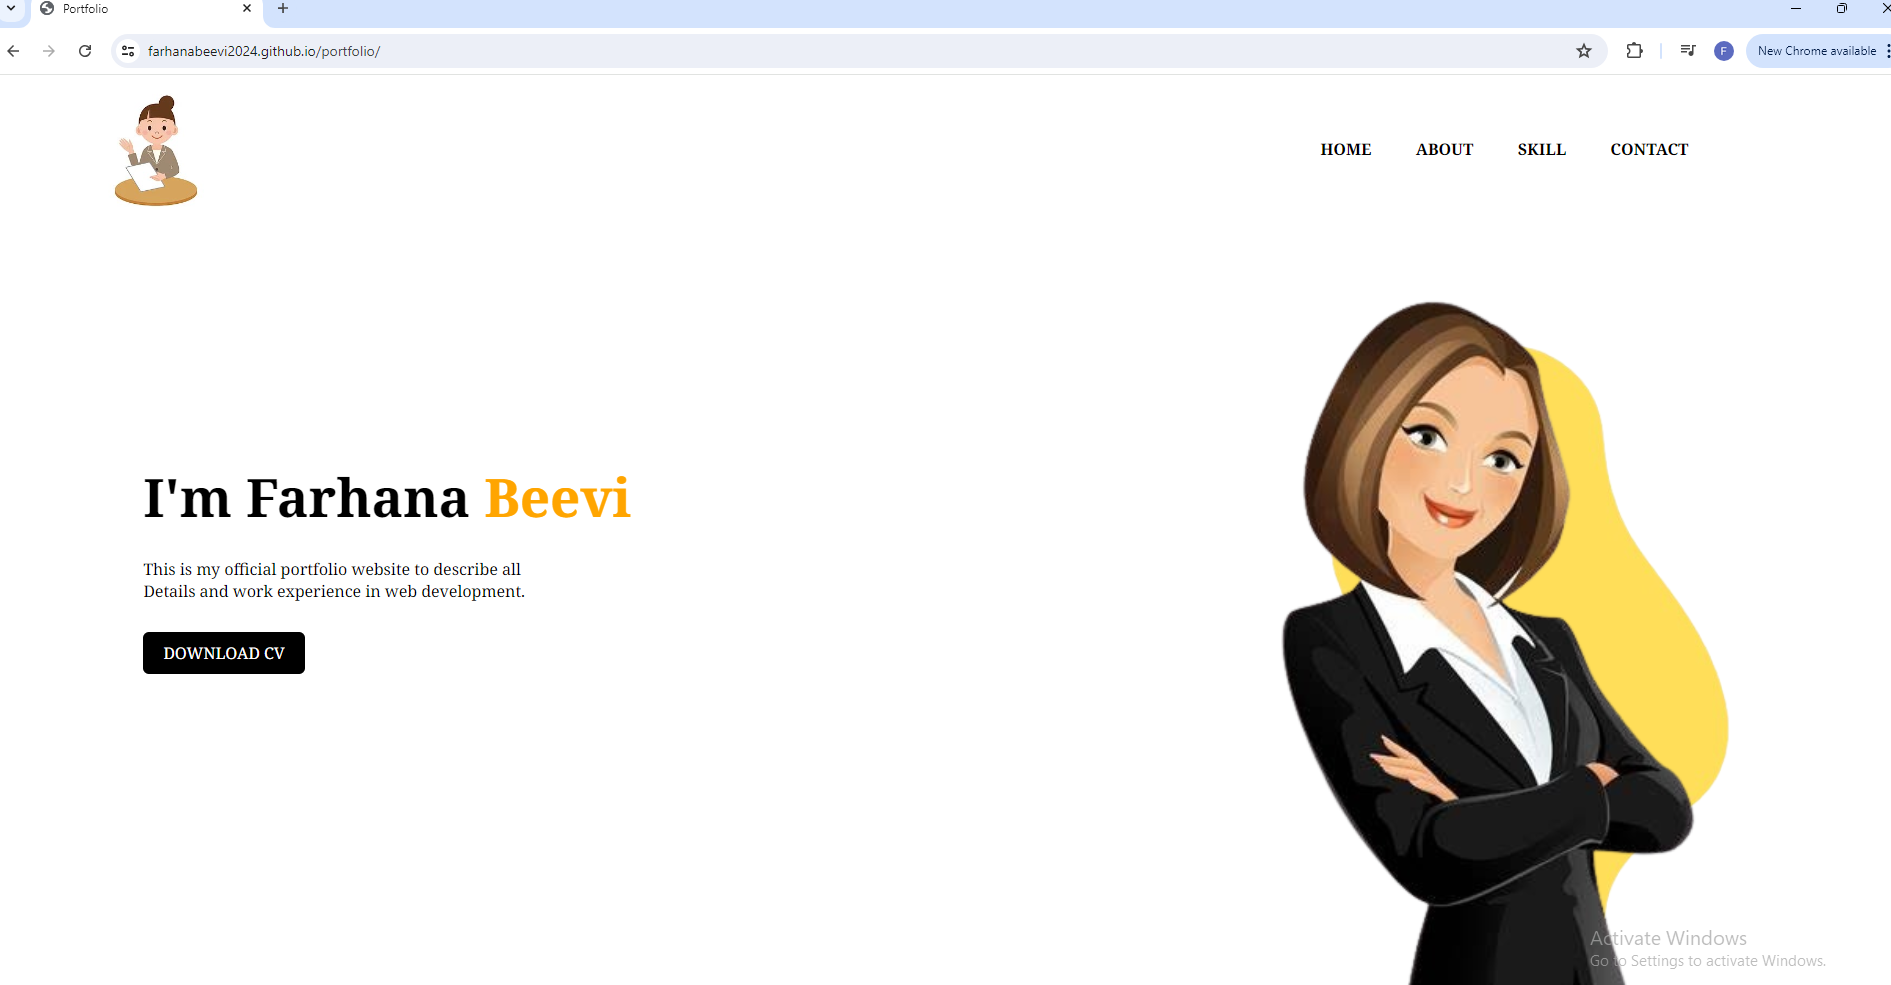 Portfolio
farhanabeevi2024.github.io/portfolio/
F
New Chrome available
HOME ABOUT SKILL CONTACT
I'm Farhana Beevi
This is my official portfolio website to describe all
Details and work experience in web development.
DOWNLOAD CV
Activate Windows
Go to Settings to activate Windows.